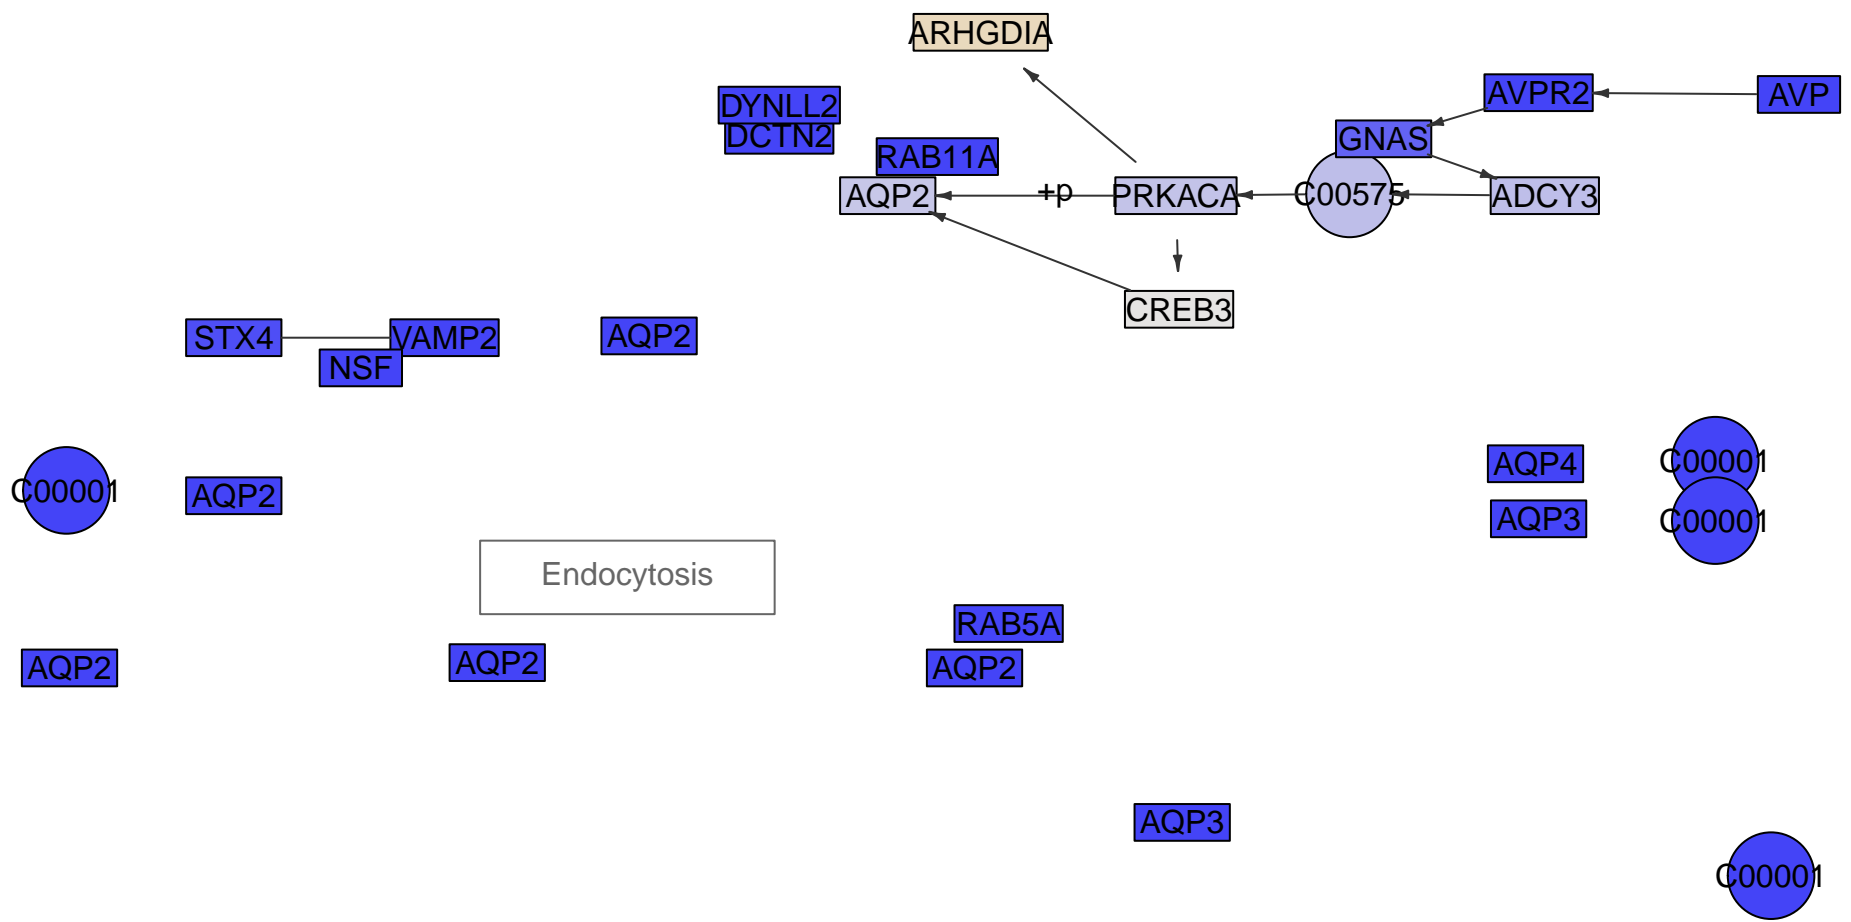 ARHGDIA
DYNLL2
AVPR2
AVP
DCTN2
GNAS
RAB11A
AQP2
+p
PRKACA
C00575
ADCY3
CREB3
STX4
VAMP2
AQP2
NSF
C00001
AQP2
AQP4
C00001
AQP3
C00001
Endocytosis
RAB5A
AQP2
AQP2
AQP2
AQP3
C00001